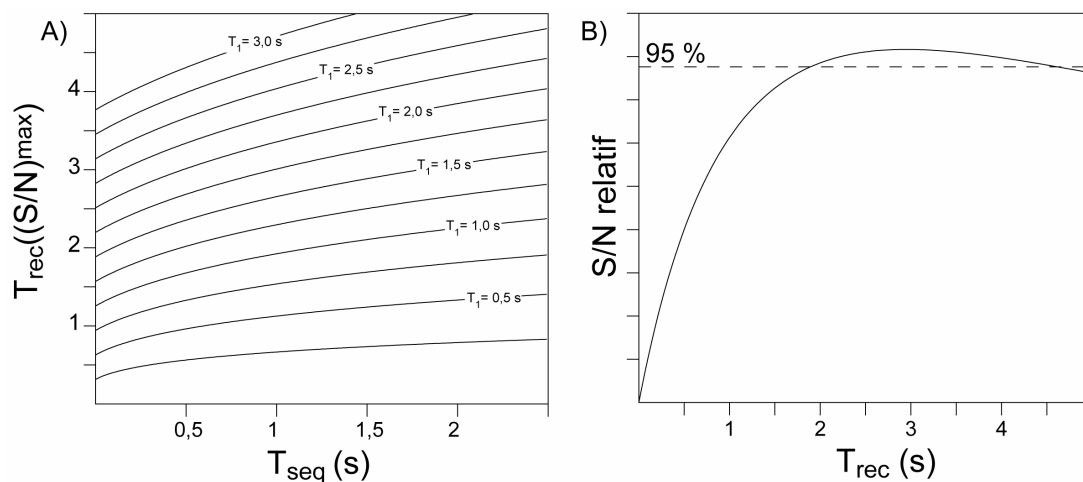 A)
T1= 3,0 s
T1= 2,5 s
T1= 2,0 s
T1= 1,5 s
T1= 1,0 s
T1= 0,5 s
4
3
2
1
0,5
1
1,5
2
Trec((S/N)max)
Tseq (s)
B)
95 %
S/N relatif
1
2
3
4
Trec (s)